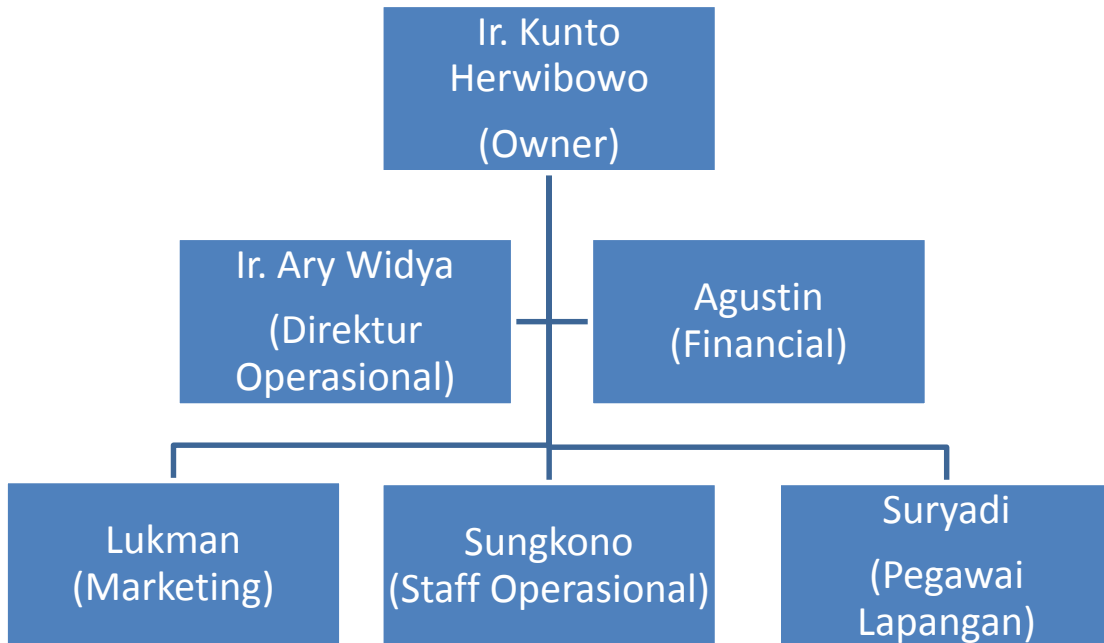 Ir. Kunto
Herwibowo
(Owner)
Ir. Ary Widya
(Direktur
Operasional)
Agustin
(Financial)
Lukman
(Marketing)
Sungkono
(Staff Operasional)
Suryadi
(Pegawai
Lapangan)